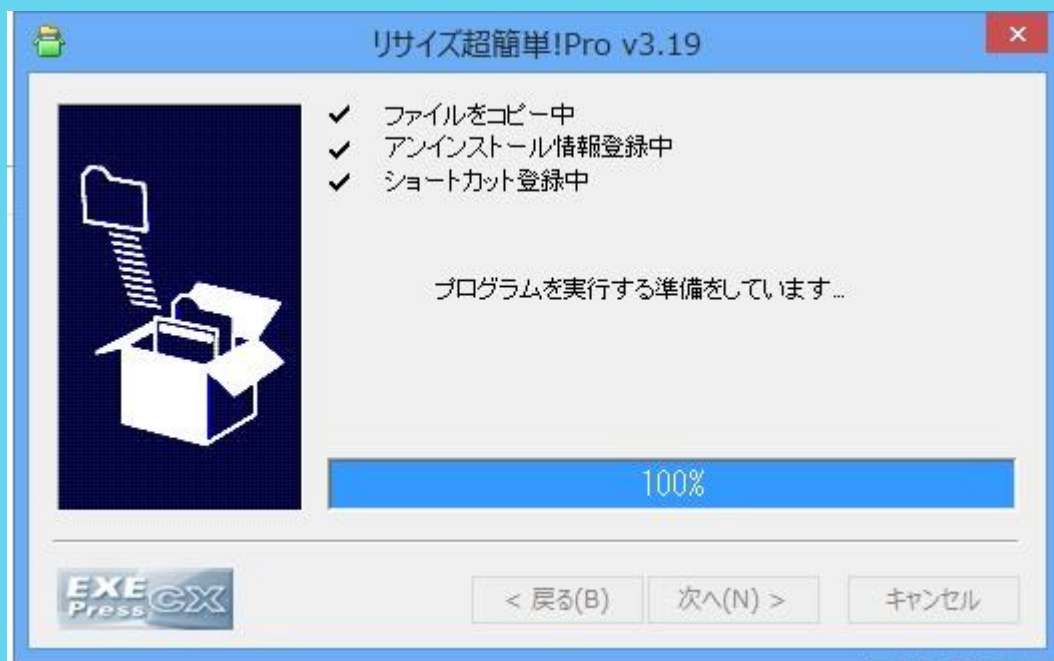 リサイズ超簡単!Pro v3.19
ファイルをコピー中
アンインストール情報登録中
ショートカット登録中
プログラムを実行する準備をしています...
100%
EXE
Press CX
< 戻る(B)
次へ(N) >
キャンセル